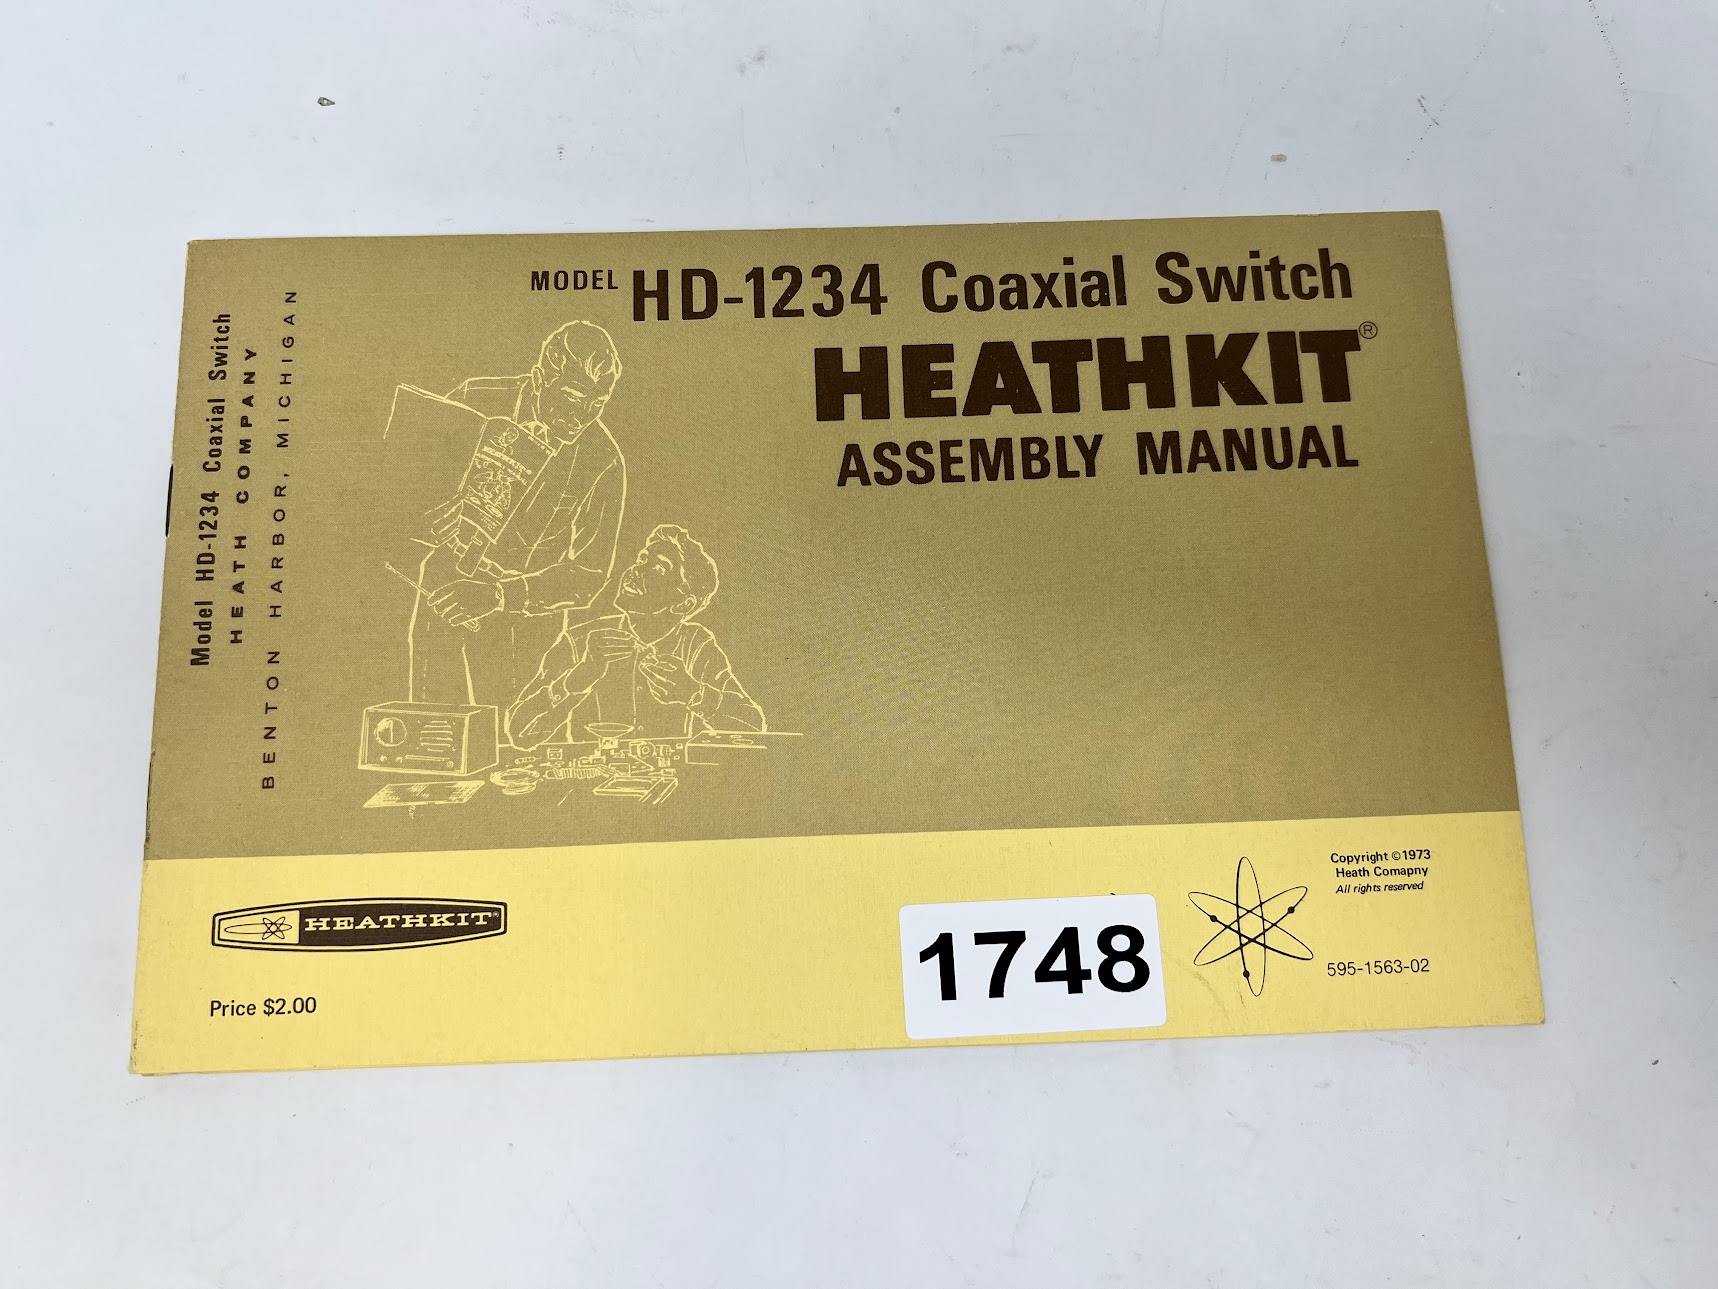 MODEL HD-1234 Coaxial Switch
HEATHKIT®
ASSEMBLY MANUAL
Model HD-1234 Coaxial Switch
HEATH COMPANY
BENTON HARBOR, MICHIGAN
HEATHKIT
HEATHKIT®
Price $2.00
1748
Copyright ©1973
Heath Comapny
All rights reserved
595-1563-02